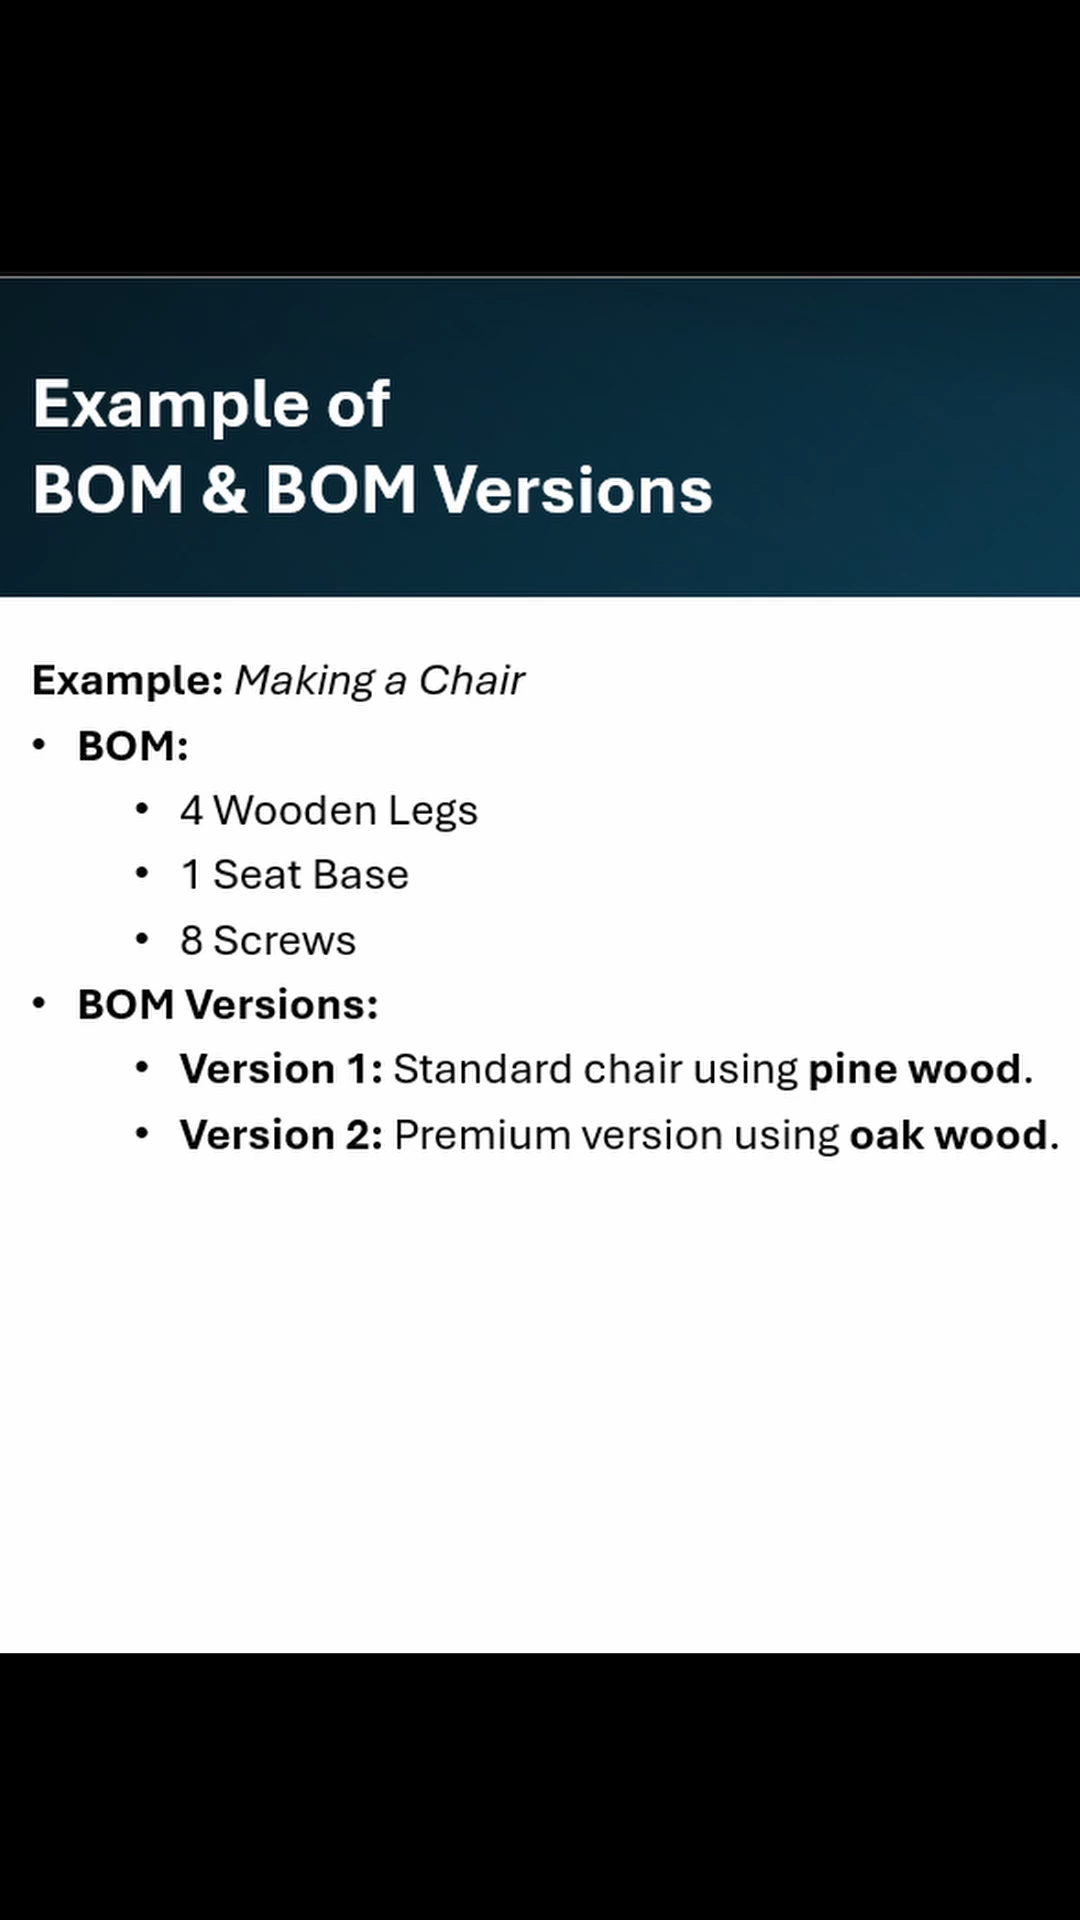 Example of
BOM & BOM Versions
Example: Making a Chair
• BOM:
• 4 Wooden Legs
• 1 Seat Base
• 8 Screws
• BOM Versions:
• Version 1: Standard chair using pine wood.
• Version 2: Premium version using oak wood.